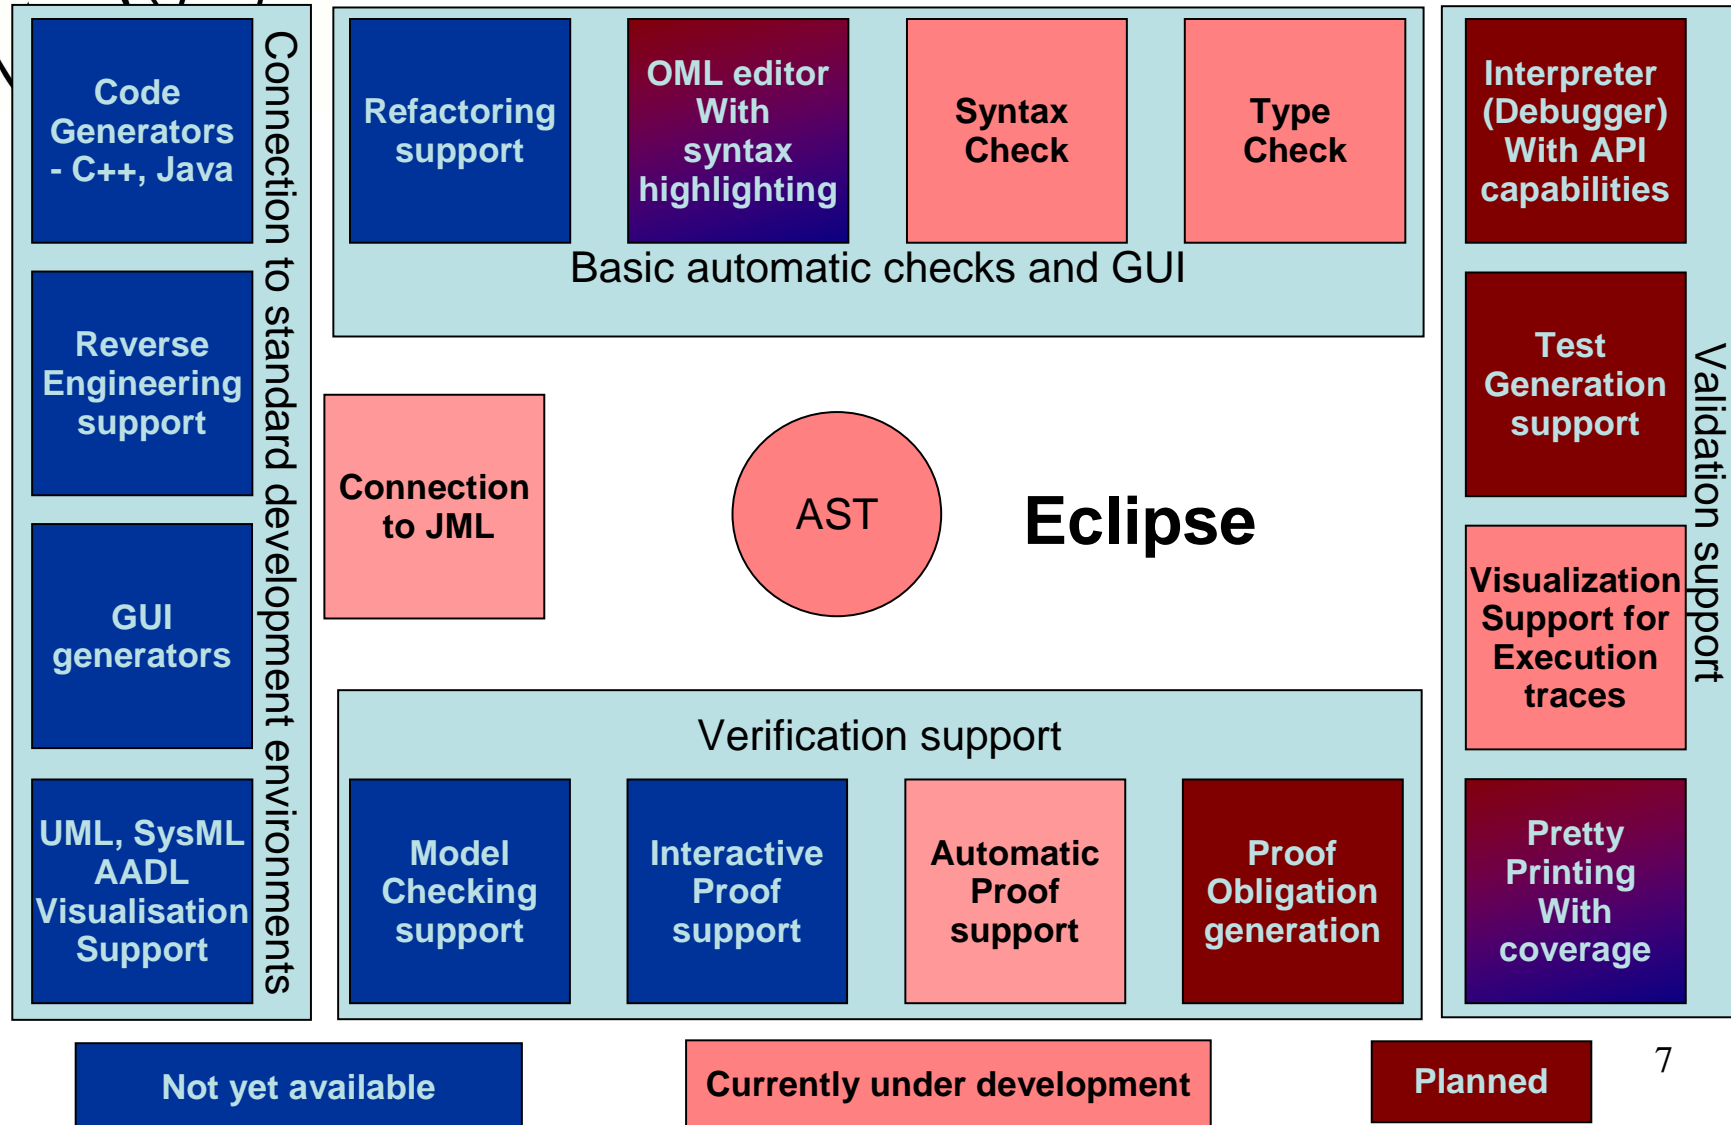 Code
Generators
- C++, Java
Reverse
Engineering
support
GUI
generators
UML, SysML
AADL
Visualisation
Support
Connection to standard development environments
Refactoring
support
OML editor
With
syntax
highlighting
Syntax
Check
Type
Check
Basic automatic checks and GUI
Connection
to JML
AST
Eclipse
Verification support
Model
Checking
support
Interactive
Proof
support
Automatic
Proof
support
Proof
Obligation
generation
Interpreter
(Debugger)
With API
capabilities
Test
Generation
support
Visualization
Support for
Execution
traces
Pretty
Printing
With
coverage
Validation support
Not yet available
Currently under development
Planned
7